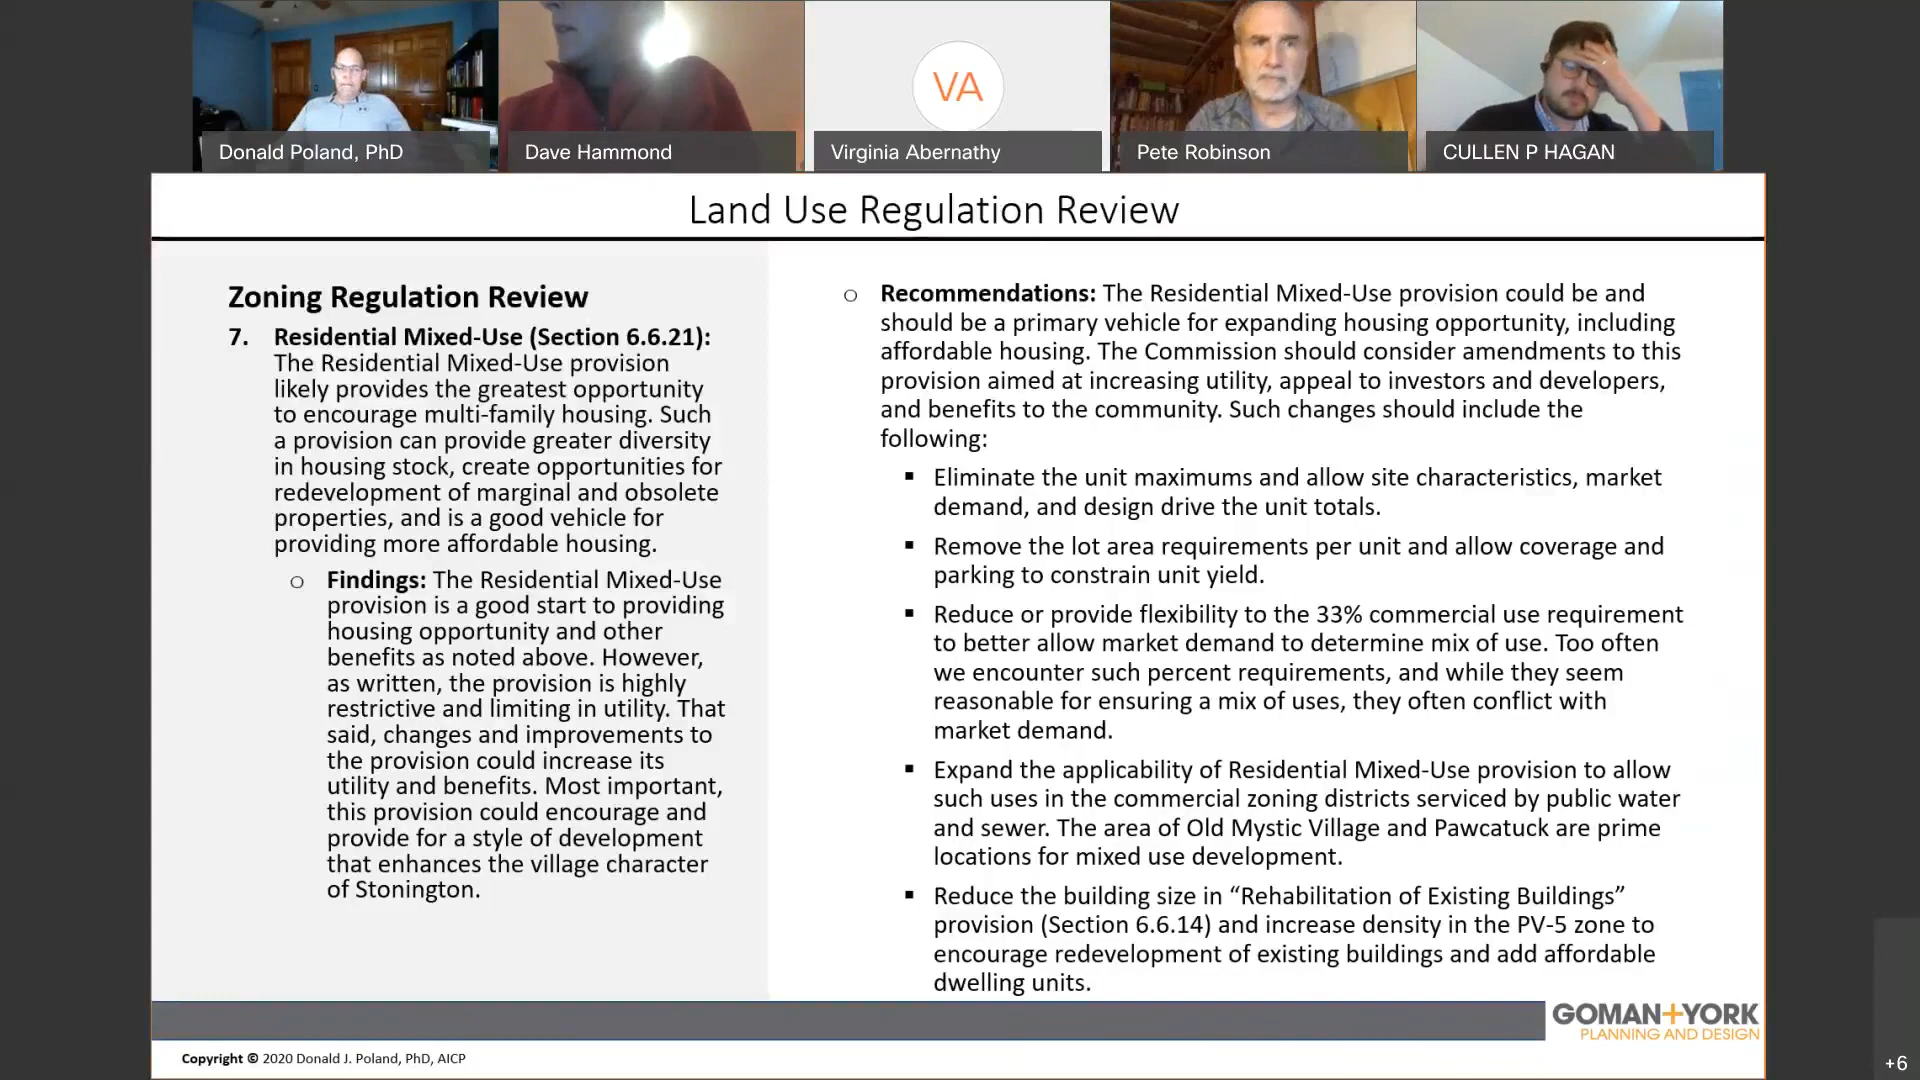 VA
Donald Poland, PhD
Dave Hammond
Virginia Abernathy
Pete Robinson
CULLEN P HAGAN
Land Use Regulation Review
Zoning Regulation Review
7. Residential Mixed-Use (Section 6.6.21):
The Residential Mixed-Use provision
likely provides the greatest opportunity
to encourage multi-family housing. Such
a provision can provide greater diversity
in housing stock, create opportunities for
redevelopment of marginal and obsolete
properties, and is a good vehicle for
providing more affordable housing.
o Findings: The Residential Mixed-Use
provision is a good start to providing
housing opportunity and other
benefits as noted above. However,
as written, the provision is highly
restrictive and limiting in utility. That
said, changes and improvements to
the provision could increase its
utility and benefits. Most important,
this provision could encourage and
provide for a style of development
that enhances the village character
of Stonington.
o Recommendations: The Residential Mixed-Use provision could be and
should be a primary vehicle for expanding housing opportunity, including
affordable housing. The Commission should consider amendments to this
provision aimed at increasing utility, appeal to investors and developers,
and benefits to the community. Such changes should include the
following:
▪ Eliminate the unit maximums and allow site characteristics, market
demand, and design drive the unit totals.
▪ Remove the lot area requirements per unit and allow coverage and
parking to constrain unit yield.
▪ Reduce or provide flexibility to the 33% commercial use requirement
to better allow market demand to determine mix of use. Too often
we encounter such percent requirements, and while they seem
reasonable for ensuring a mix of uses, they often conflict with
market demand.
▪ Expand the applicability of Residential Mixed-Use provision to allow
such uses in the commercial zoning districts serviced by public water
and sewer. The area of Old Mystic Village and Pawcatuck are prime
locations for mixed use development.
▪ Reduce the building size in “Rehabilitation of Existing Buildings”
provision (Section 6.6.14) and increase density in the PV-5 zone to
encourage redevelopment of existing buildings and add affordable
dwelling units.
GOMAN+YORK
PLANNING AND DESIGN
Copyright © 2020 Donald J. Poland, PhD, AICP
+6